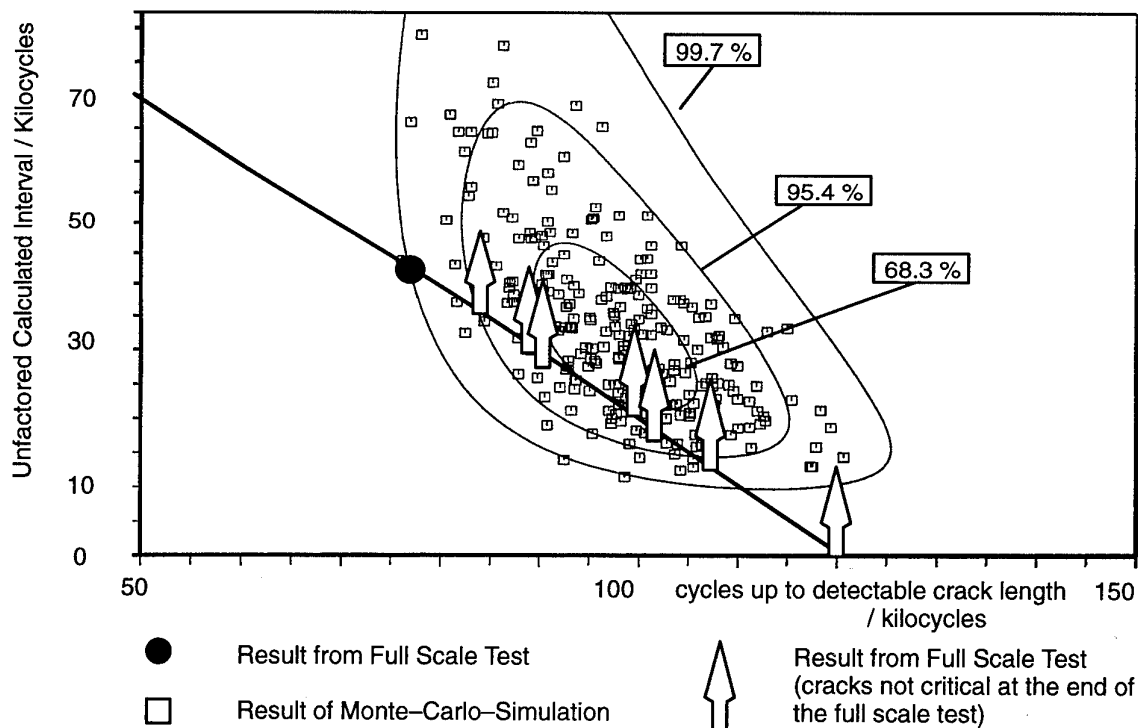 Unfactored Calculated Interval / Kilocycles
70
50
30
10
0
99.7 %
95.4 %
68.3 %
50
100
150
cycles up to detectable crack length
/ kilocycles
Result from Full Scale Test
Result of Monte–Carlo–Simulation
Result from Full Scale Test
(cracks not critical at the end of
the full scale test)